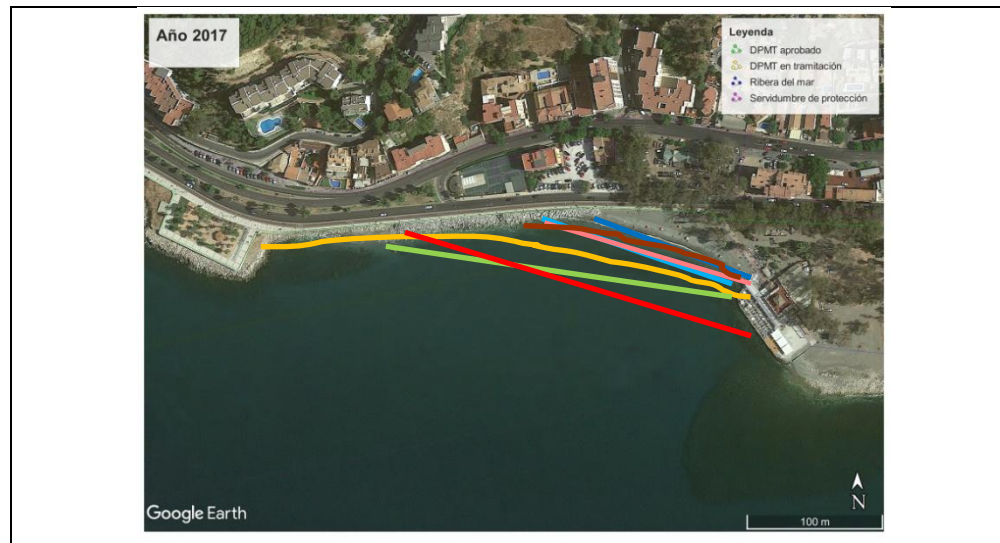 Año 2017
Leyenda
DPMT aprobado
DPMT en tramitación
Ribera del mar
Servidumbre de protección
Google Earth
N
100 m